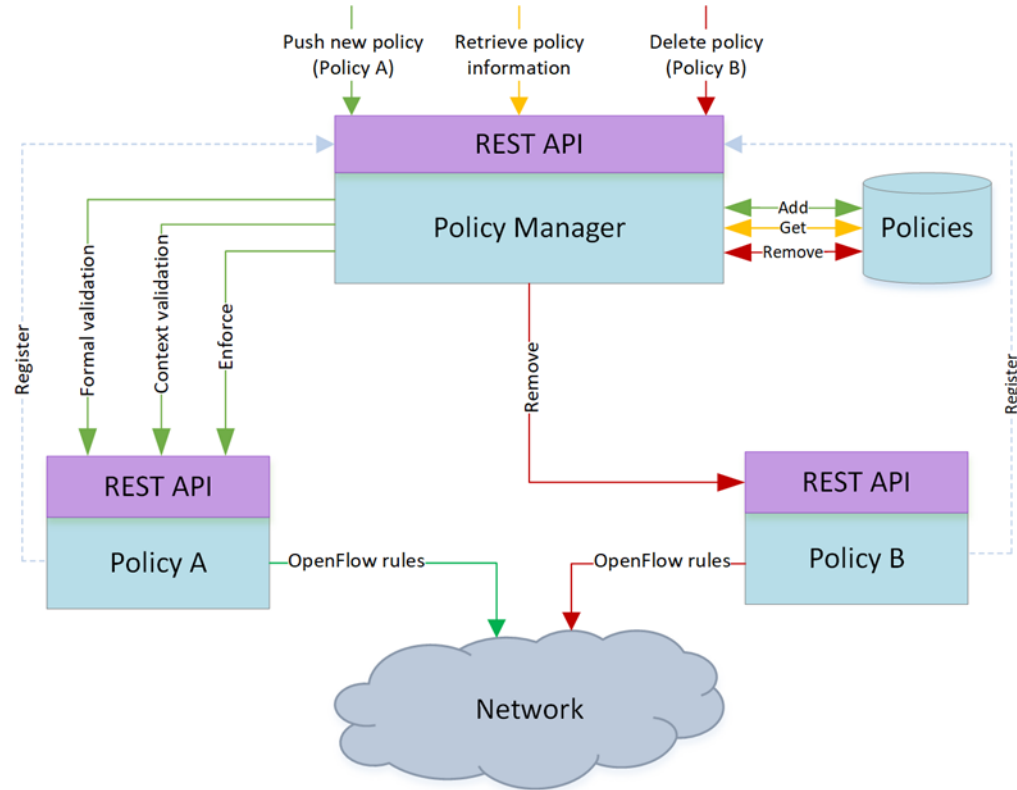 Push new policy
(Policy A)
Retrieve policy
information
Delete policy
(Policy B)
REST API
Policy Manager
Add
Get
Remove
Policies
Register
Formal validation
Context validation
Enforce
Remove
Register
REST API
Policy A
REST API
Policy B
OpenFlow rules
OpenFlow rules
Network